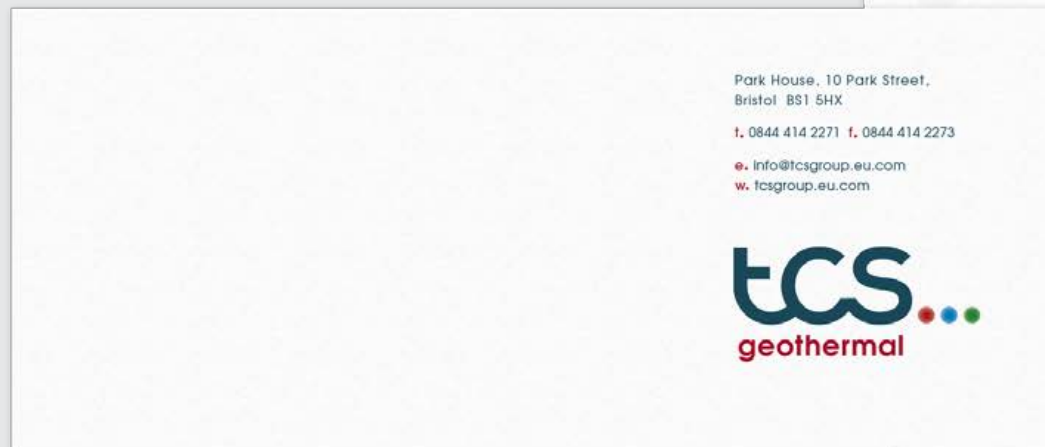 Park House, 10 Park Street,
Bristol BS1 5HX
t. 0844 414 2271 f. 0844 414 2273
e. info@tcsgroup.eu.com
w. tcsgroup.eu.com
tcs...
geothermal